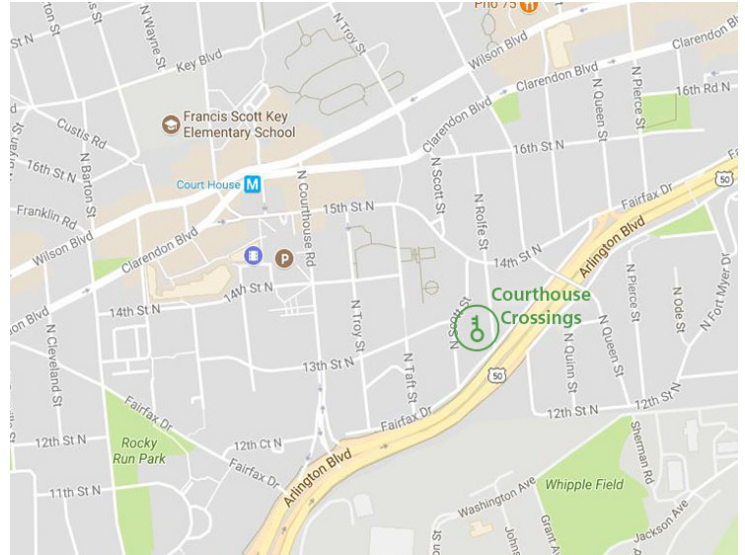 Pho 75
N Wayne St
N Troy St
Key Blvd
Wilson Blvd
Clarendon Blvd
Clarendon Blvd
16th Rd N
N Queen St
N Pierce St
Francis Scott Key
Elementary School
Custis Rd
N Bryan St
16th St N
N Barton St
16th St N
Court House
M
N Courthouse Rd
N Scott St
N Rolfe St
Fairfax Dr
50
Franklin Rd
Wilson Blvd
Clarendon Blvd
15th St N
14th St N
Arlington Blvd
P
14th St N
14th St N
Courthouse
Crossings
N Scott St
N Pierce St
N Ode St
N Fort Myer Dr
N Troy St
13th St N
N Taft St
N Quinn St
N Queen St
50
N Cleveland St
Fairfax Dr
Fairfax Dr
12th St N
12th St N
12th St N
Rocky
Run Park
12th Ct N
Fairfax Dr
Arlington Blvd
Sherman Rd
11th St N
Whipple Field
Washington Ave
Grant Ave
Jackson Ave